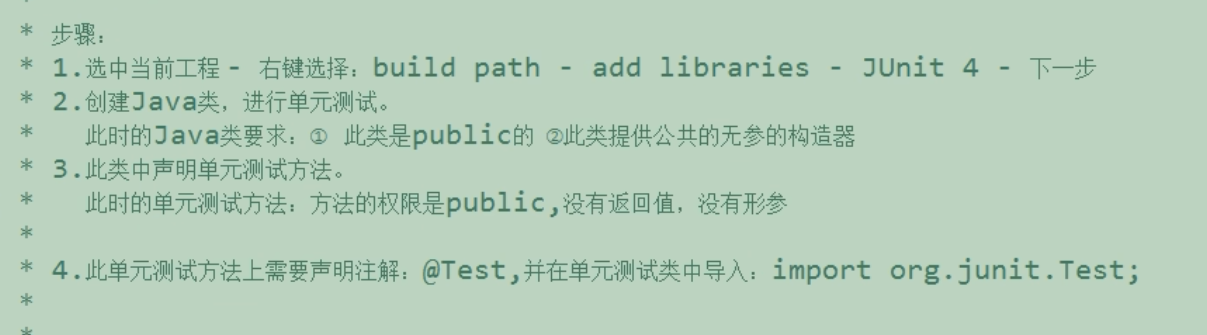 *
* 步骤：
* 1.选中当前工程 - 右键选择：build path - add libraries - JUnit 4 - 下一步
* 2.创建Java类，进行单元测试。
*   此时的Java类要求：① 此类是public的 ②此类提供公共的无参的构造器
* 3.此类中声明单元测试方法。
*   此时的单元测试方法：方法的权限是public,没有返回值，没有形参
*
* 4.此单元测试方法上需要声明注解：@Test,并在单元测试类中导入：import org.junit.Test;
*
*